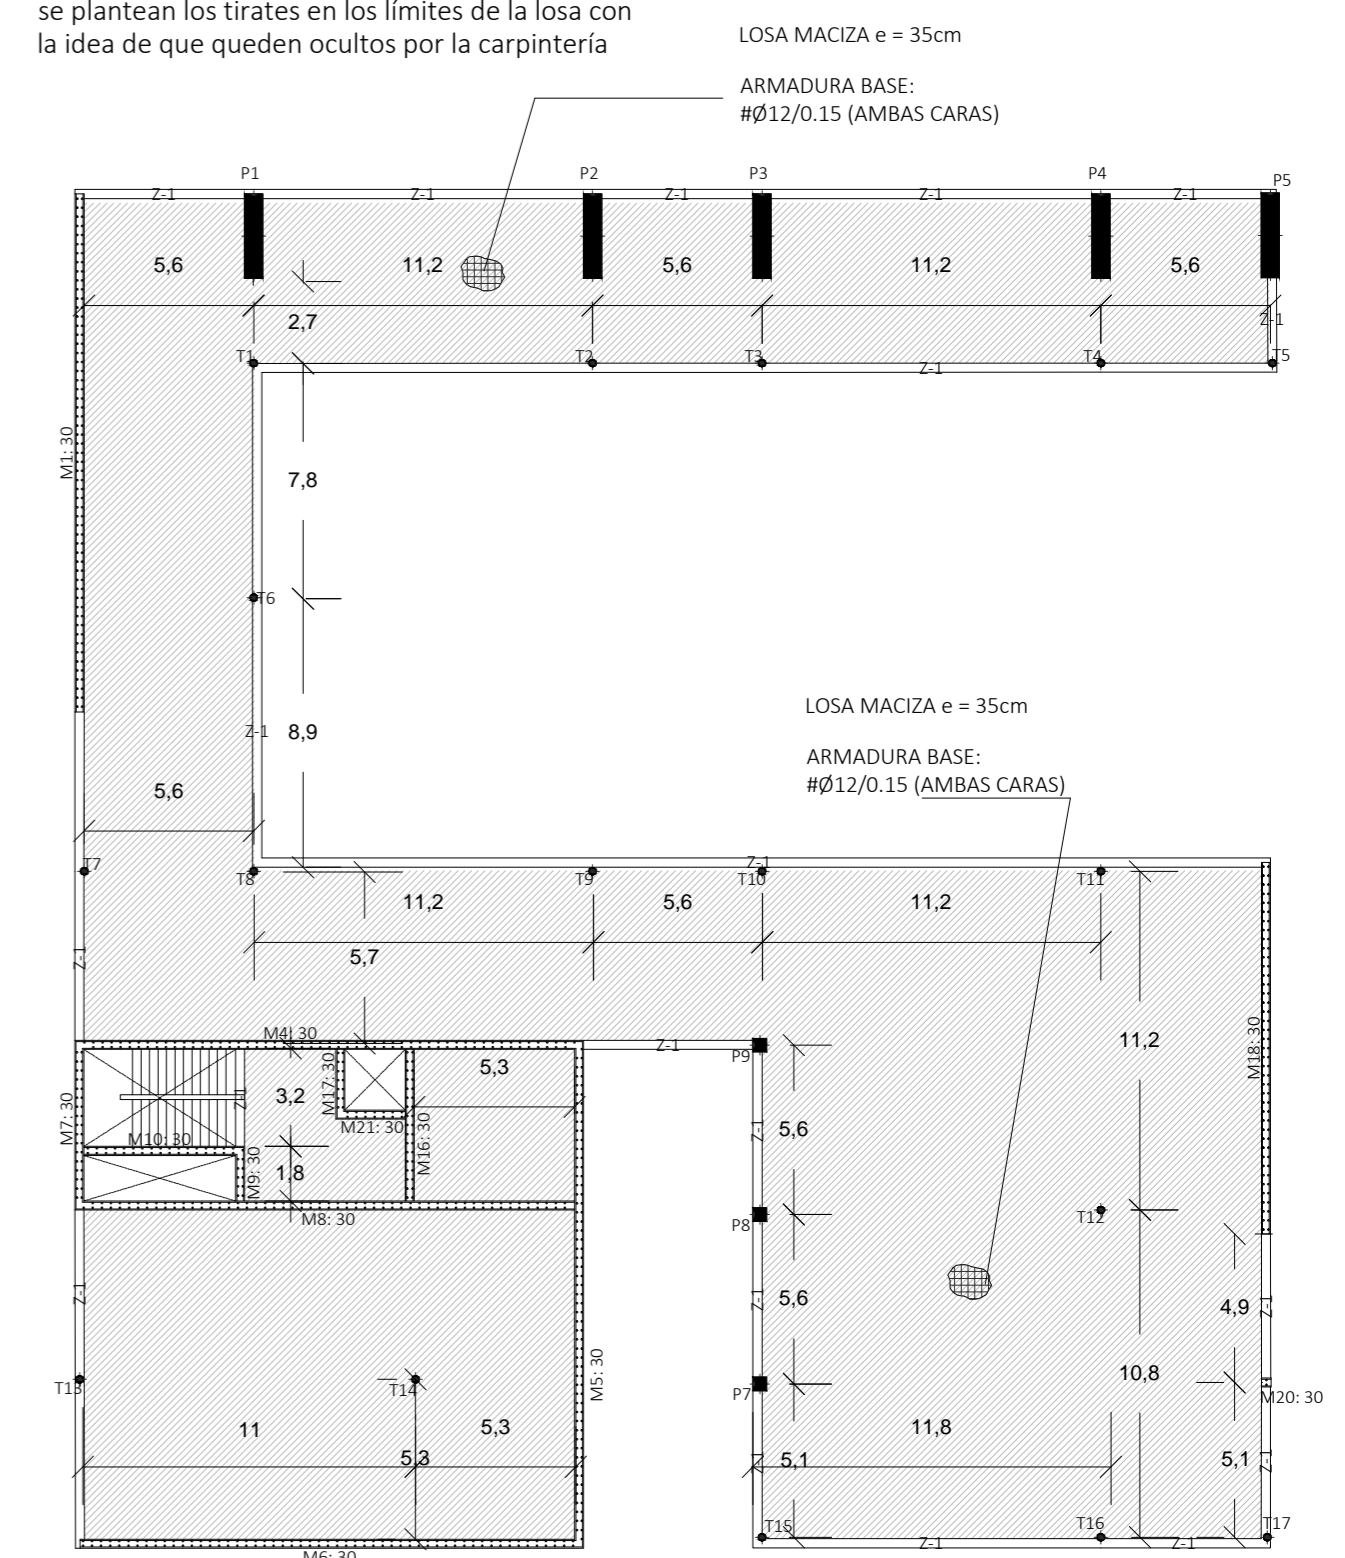 se plantean los tirates en los límites de la losa con
la idea de que queden ocultos por la carpintería
LOSA MACIZA e = 35cm
ARMADURA BASE:
#Ø12/0.15 (AMBAS CARAS)
P1
P2
P3
P4
P5
Z-1
Z-1
Z-1
Z-1
Z-1
5,6
11,2
5,6
11,2
5,6
2,7
Z-1
T1
T2
T3
T4
T5
Z-1
M1: 30
7,8
T6
Z-1
8,9
LOSA MACIZA e = 35cm
ARMADURA BASE:
#Ø12/0.15 (AMBAS CARAS)
5,6
T7
T8
T9
Z-1
T10
T11
11,2
5,6
11,2
Z-1
5,7
M4: 30
Z-1
P9
M18: 30
11,2
M7: 30
Z-1
3,2
M17: 30
5,3
M10: 30
M21: 30
M16: 30
Z-1
5,6
M9: 30
1,8
M8: 30
P8
T12
Z-1
Z-1
5,6
4,9
Z-1
T13
T14
M5: 30
P7
10,8
M20: 30
11
5,3
5,3
11,8
Z-1
5,1
5,1
Z-1
T15
T16
T17
Z-1
Z-1
M6: 30